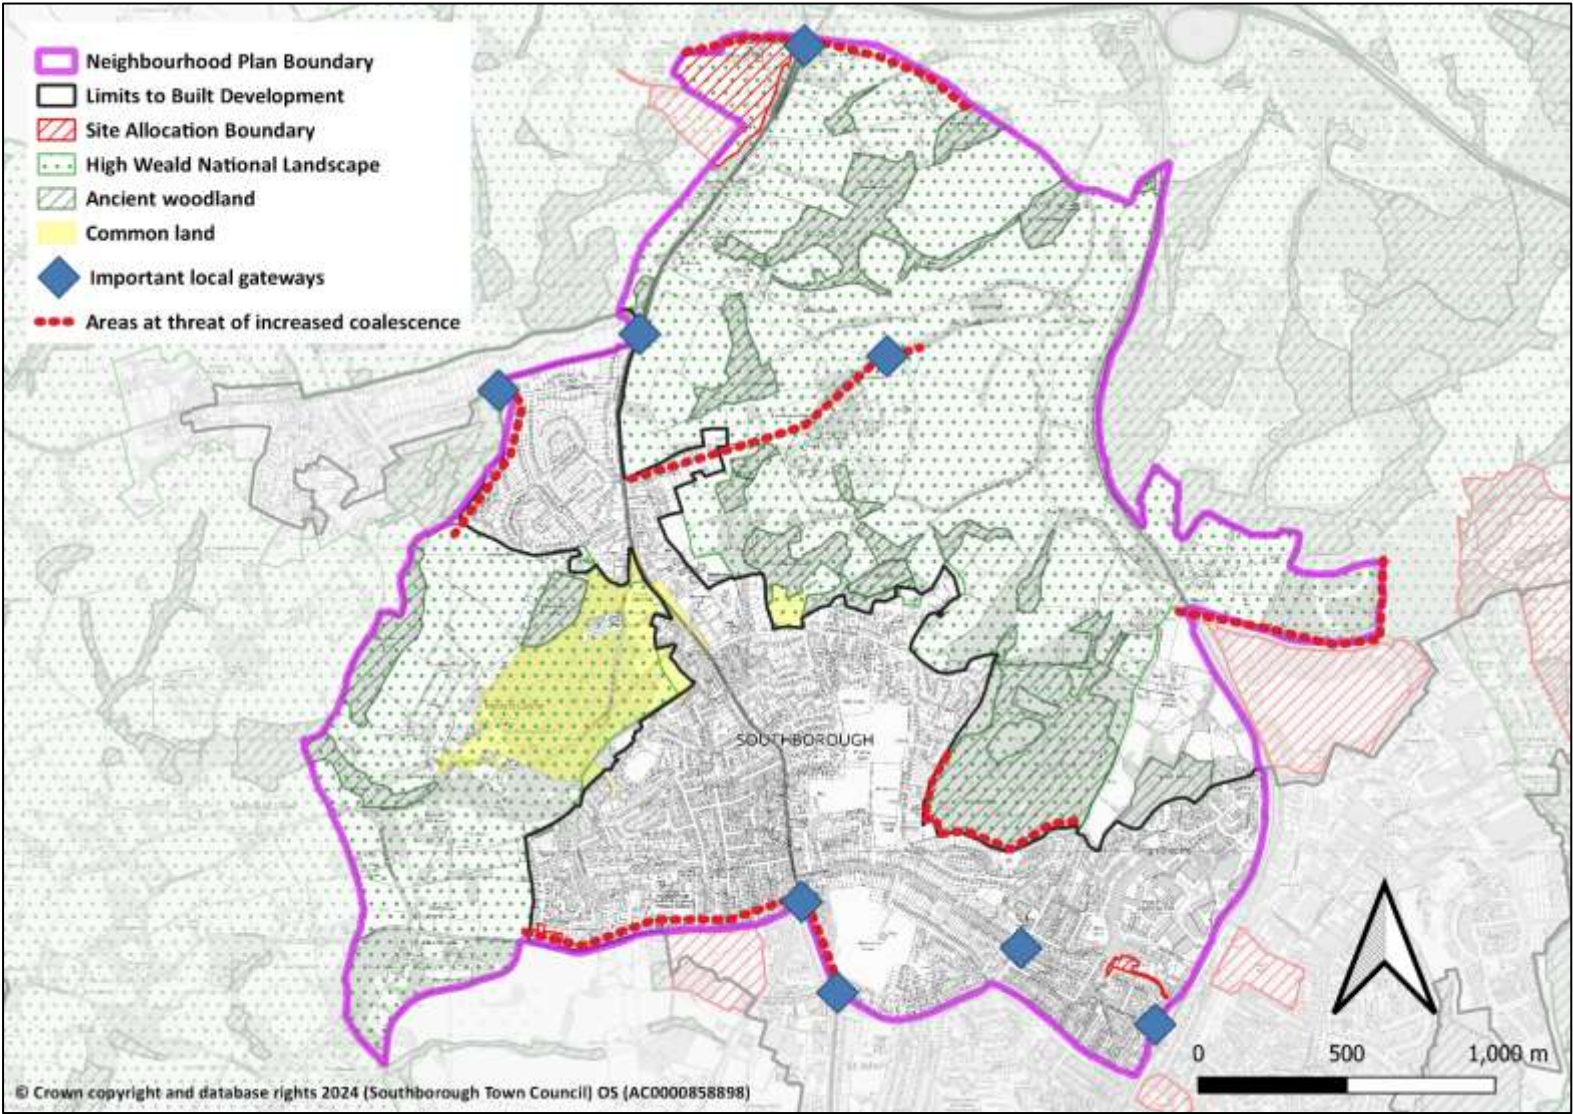 Neighbourhood Plan Boundary
Limits to Built Development
Site Allocation Boundary
High Weald National Landscape
Ancient woodland
Common land
Important local gateways
Areas at threat of increased coalescence
SOUTHBOROUGH
0 500 1,000 m
© Crown copyright and database rights 2024 (Southborough Town Council) OS (AC0000858898)